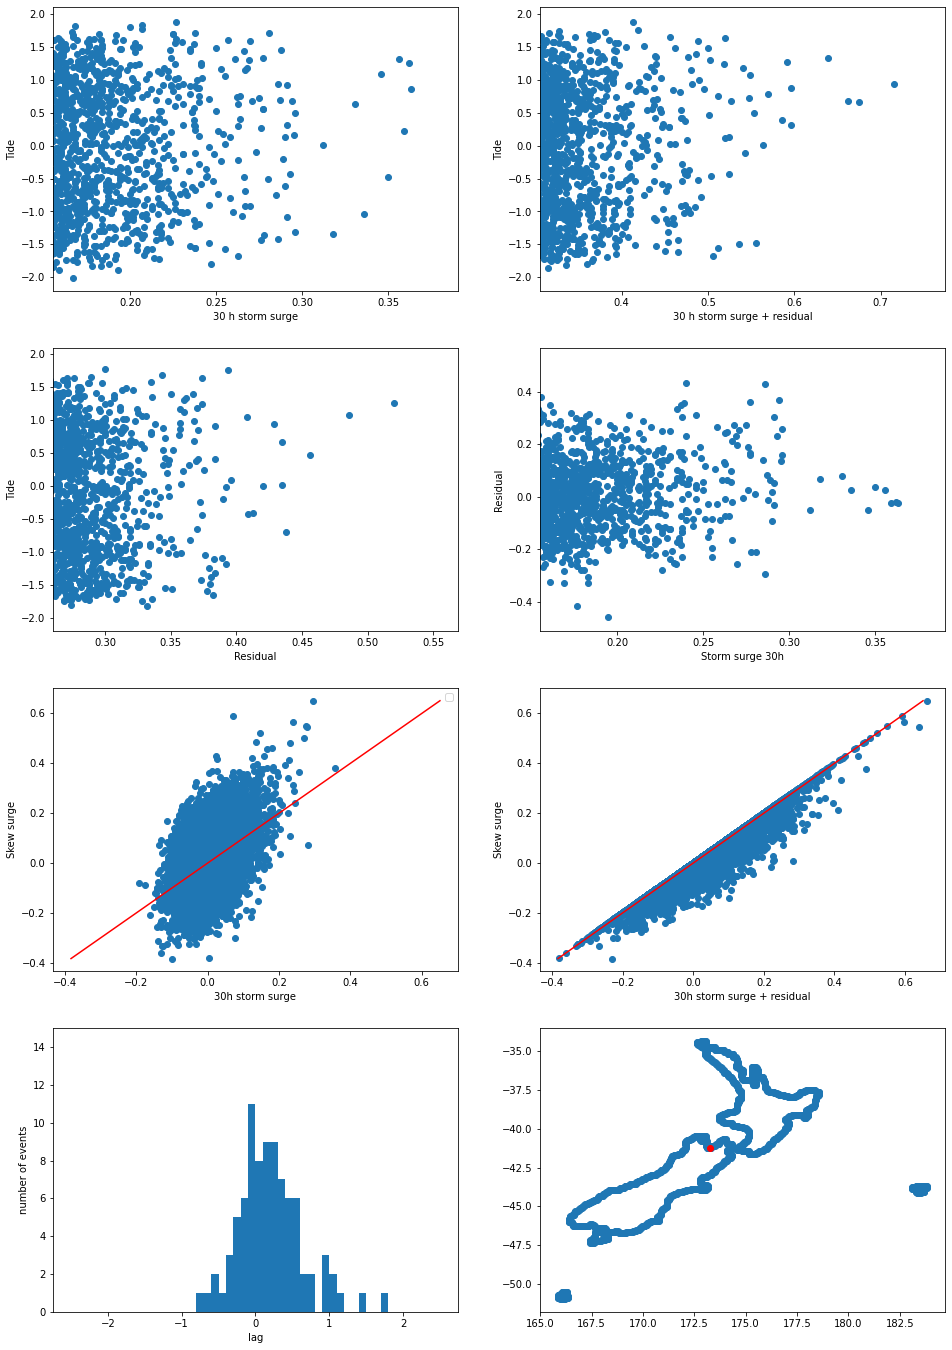 2.0
1.5
1.0
0.5
0.0
−0.5
−1.0
−1.5
−2.0
Tide
0.20 0.25 0.30 0.35
30 h storm surge
2.0
1.5
1.0
0.5
0.0
−0.5
−1.0
−1.5
−2.0
Tide
0.4 0.5 0.6 0.7
30 h storm surge + residual
2.0
1.5
1.0
0.5
0.0
−0.5
−1.0
−1.5
−2.0
Tide
0.30 0.35 0.40 0.45 0.50 0.55
Residual
0.4
0.2
0.0
−0.2
−0.4
Residual
0.20 0.25 0.30 0.35
Storm surge 30h
0.6
0.4
0.2
0.0
−0.2
−0.4
Skew surge
−0.4 −0.2 0.0 0.2 0.4 0.6
30h storm surge
0.6
0.4
0.2
0.0
−0.2
−0.4
Skew surge
−0.4 −0.2 0.0 0.2 0.4 0.6
30h storm surge + residual
14
12
10
8
6
4
2
0
number of events
−2 −1 0 1 2
lag
−35.0
−37.5
−40.0
−42.5
−45.0
−47.5
−50.0
165.0 167.5 170.0 172.5 175.0 177.5 180.0 182.5